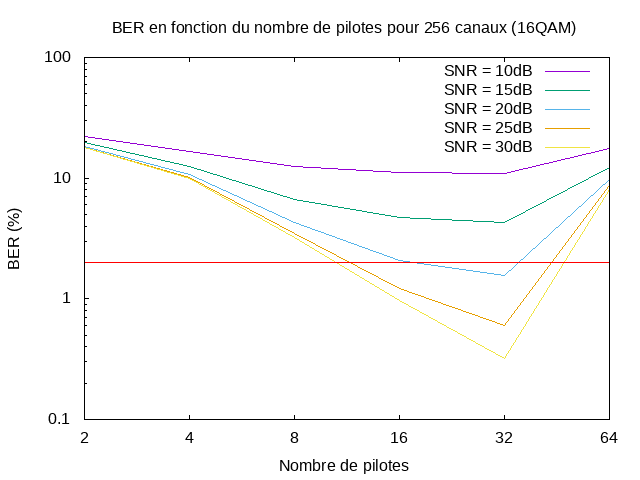 BER en fonction du nombre de pilotes pour 256 canaux (16QAM)
100
10
1
0.1
BER (%)
SNR = 10dB
SNR = 15dB
SNR = 20dB
SNR = 25dB
SNR = 30dB
2 4 8 16 32 64
Nombre de pilotes